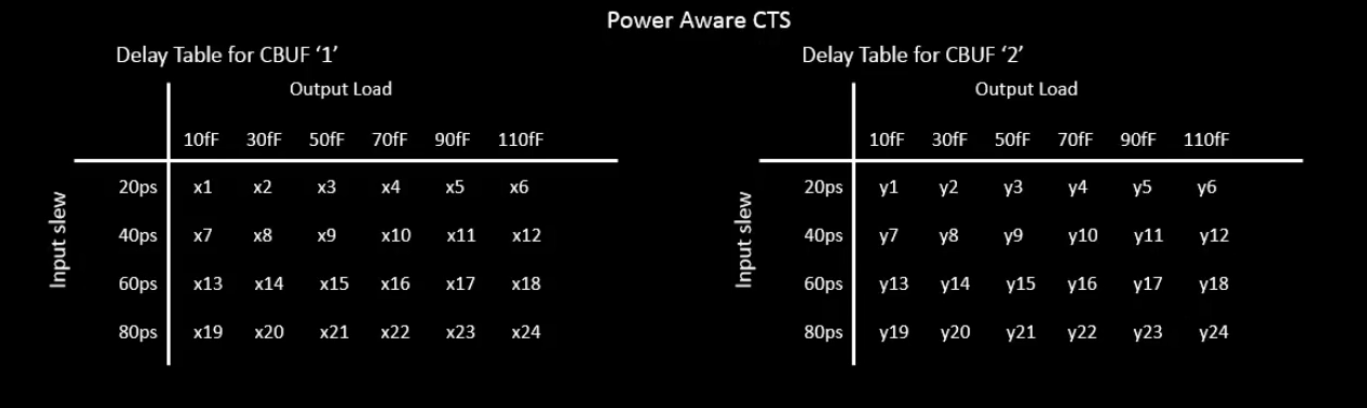 Power Aware CTS
Delay Table for CBUF ‘1’
Output Load
10fF 30fF 50fF 70fF 90fF 110fF
Input slew
20ps x1 x2 x3 x4 x5 x6
40ps x7 x8 x9 x10 x11 x12
60ps x13 x14 x15 x16 x17 x18
80ps x19 x20 x21 x22 x23 x24
Delay Table for CBUF ‘2’
Output Load
10fF 30fF 50fF 70fF 90fF 110fF
Input slew
20ps y1 y2 y3 y4 y5 y6
40ps y7 y8 y9 y10 y11 y12
60ps y13 y14 y15 y16 y17 y18
80ps y19 y20 y21 y22 y23 y24